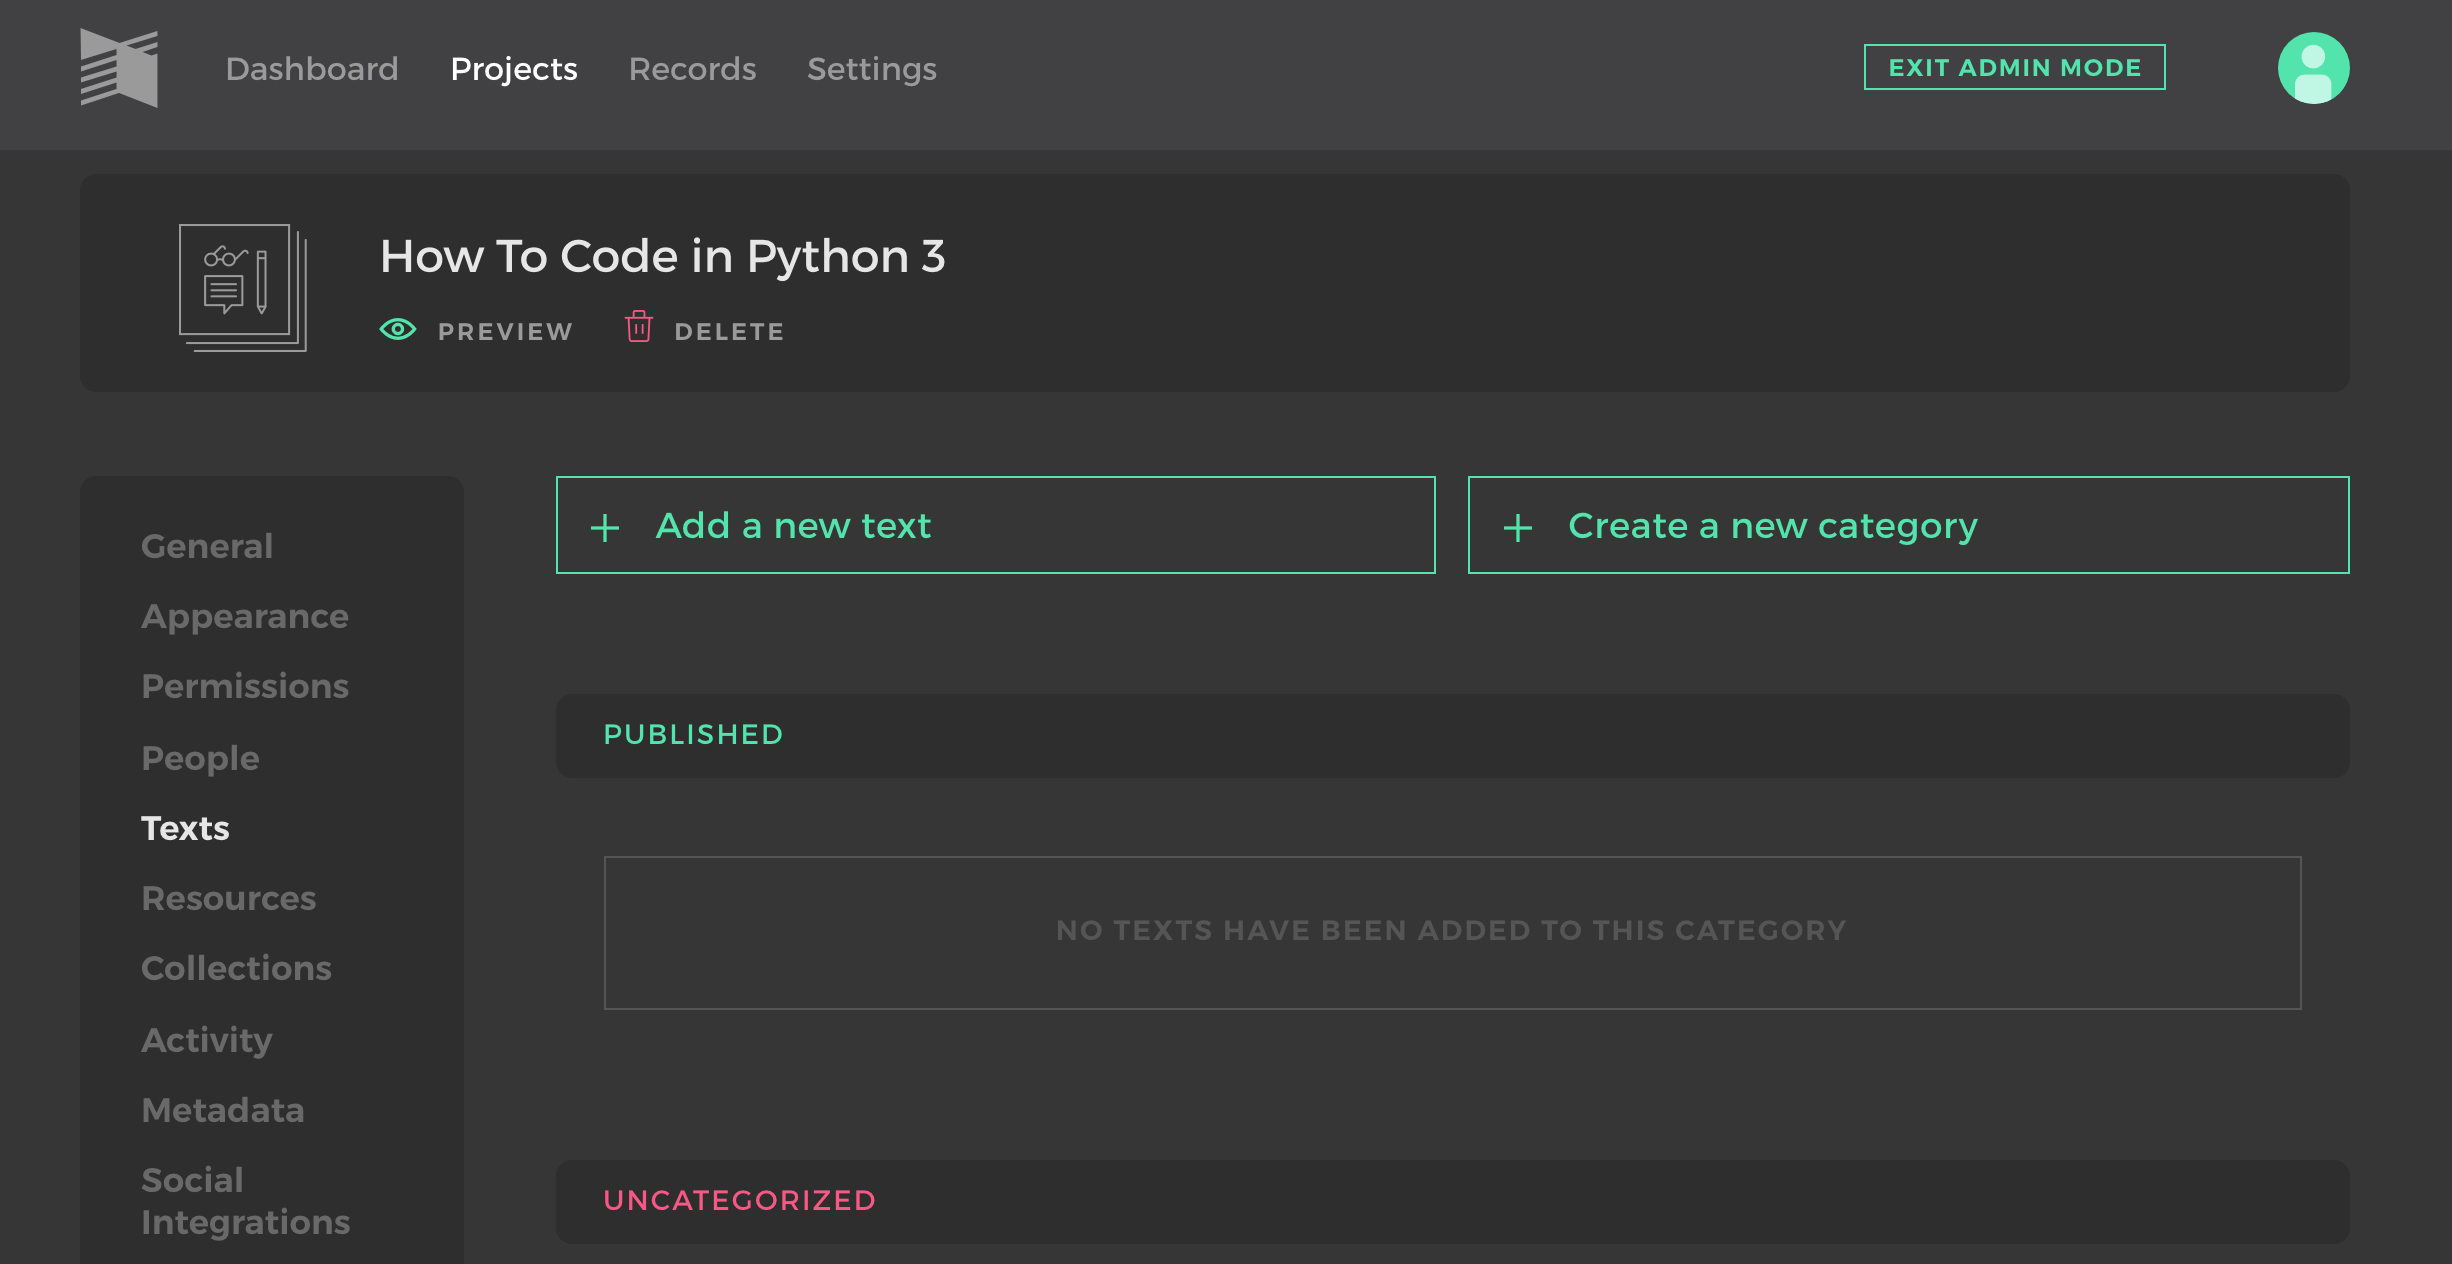 Dashboard Projects Records Settings EXIT ADMIN MODE
How To Code in Python 3
PREVIEW DELETE
General
Appearance
Permissions
People
Texts
Resources
Collections
Activity
Metadata
Social
Integrations
+ Add a new text
+ Create a new category
PUBLISHED
NO TEXTS HAVE BEEN ADDED TO THIS CATEGORY
UNCATEGORIZED